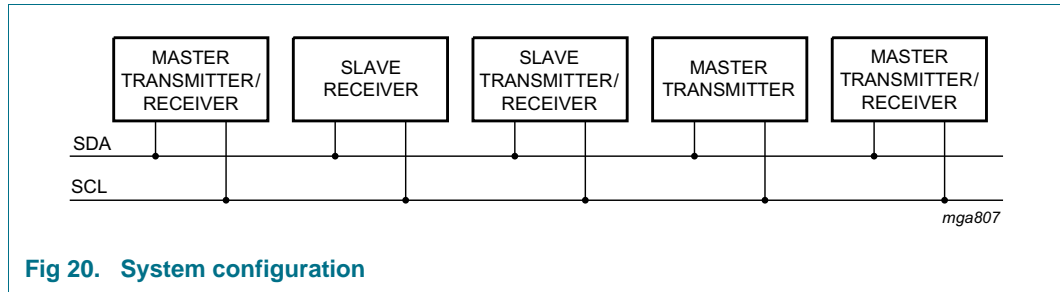 MASTER
TRANSMITTER/
RECEIVER
SLAVE
RECEIVER
SLAVE
TRANSMITTER/
RECEIVER
MASTER
TRANSMITTER
MASTER
TRANSMITTER/
RECEIVER
SDA
SCL
mga807
Fig 20. System configuration